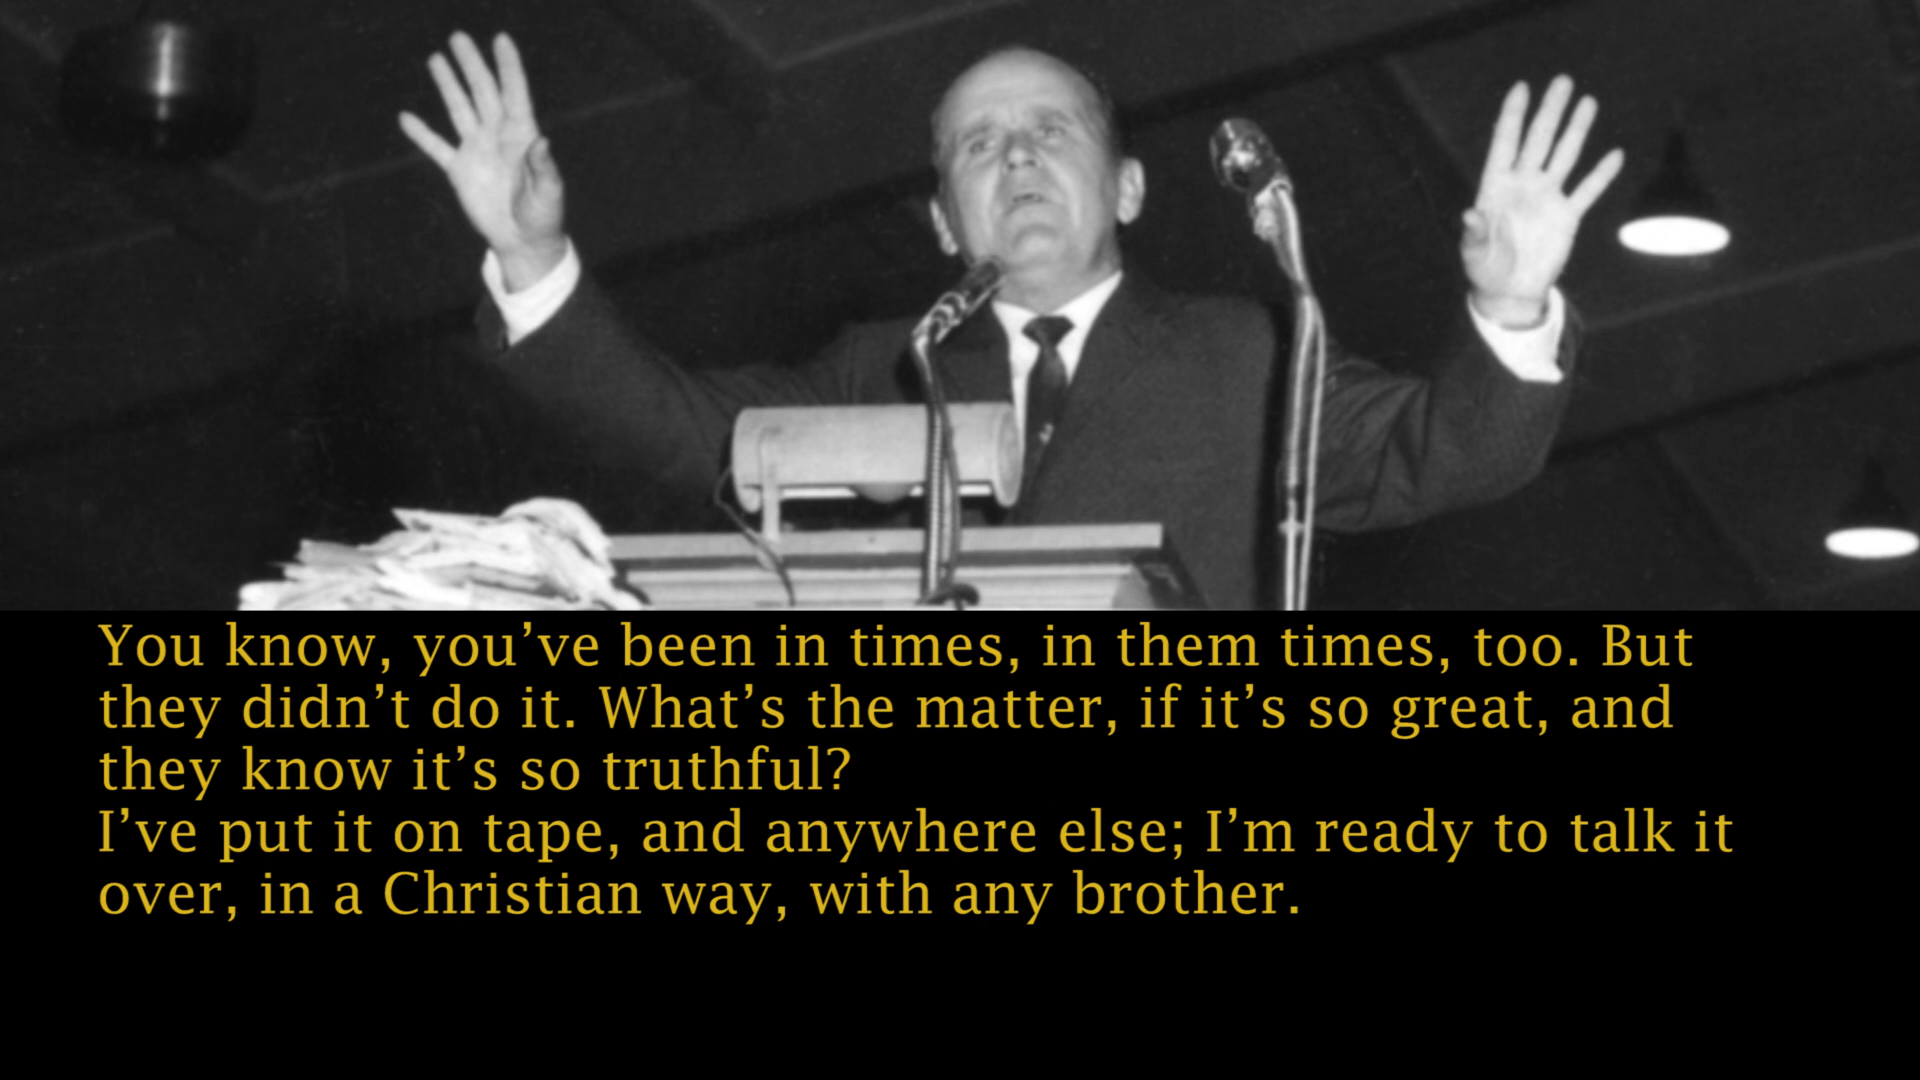 You know, you’ve been in times, in them times, too. But
they didn’t do it. What’s the matter, if it’s so great, and
they know it’s so truthful?
I’ve put it on tape, and anywhere else; I’m ready to talk it
over, in a Christian way, with any brother.